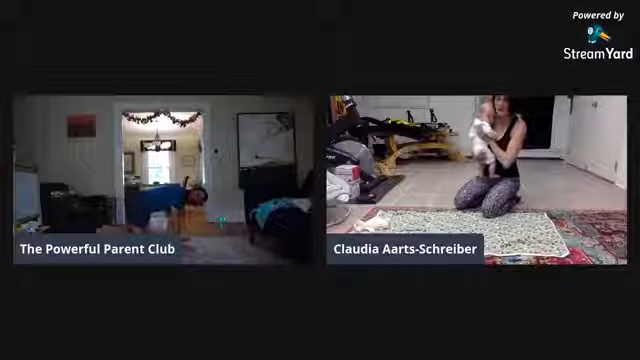 Powered by
StreamYard
The Powerful Parent Club
Claudia Aarts-Schreiber